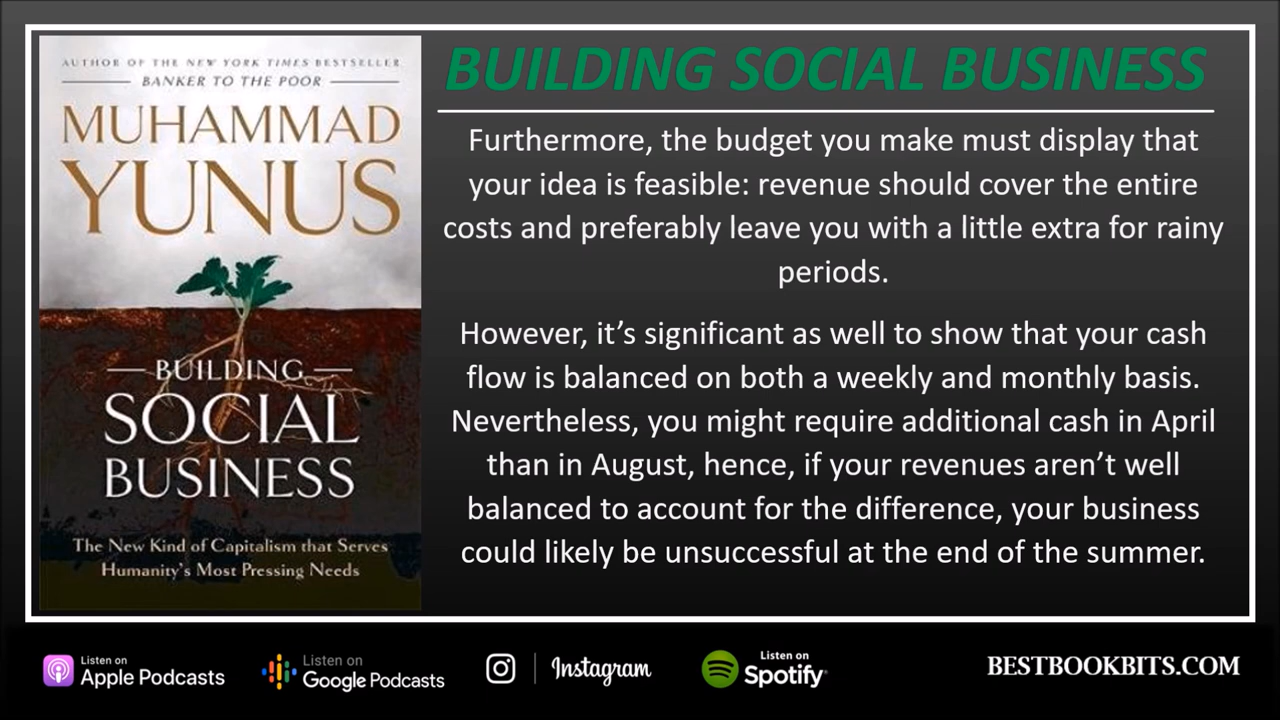 AUTHOR OF THE NEW YORK TIMES BESTSELLER
BANKER TO THE POOR
MUHAMMAD
YUNUS
BUILDING
SOCIAL
BUSINESS
The New Kind of Capitalism that Serves
Humanity's Most Pressing Needs
BUILDING SOCIAL BUSINESS
Furthermore, the budget you make must display that
your idea is feasible: revenue should cover the entire
costs and preferably leave you with a little extra for rainy
periods.
However, it’s significant as well to show that your cash
flow is balanced on both a weekly and monthly basis.
Nevertheless, you might require additional cash in April
than in August, hence, if your revenues aren’t well
balanced to account for the difference, your business
could likely be unsuccessful at the end of the summer.
Listen on
Apple Podcasts
Listen on
Google Podcasts
Instagram
Listen on
Spotify
BESTBOOKBITS.COM